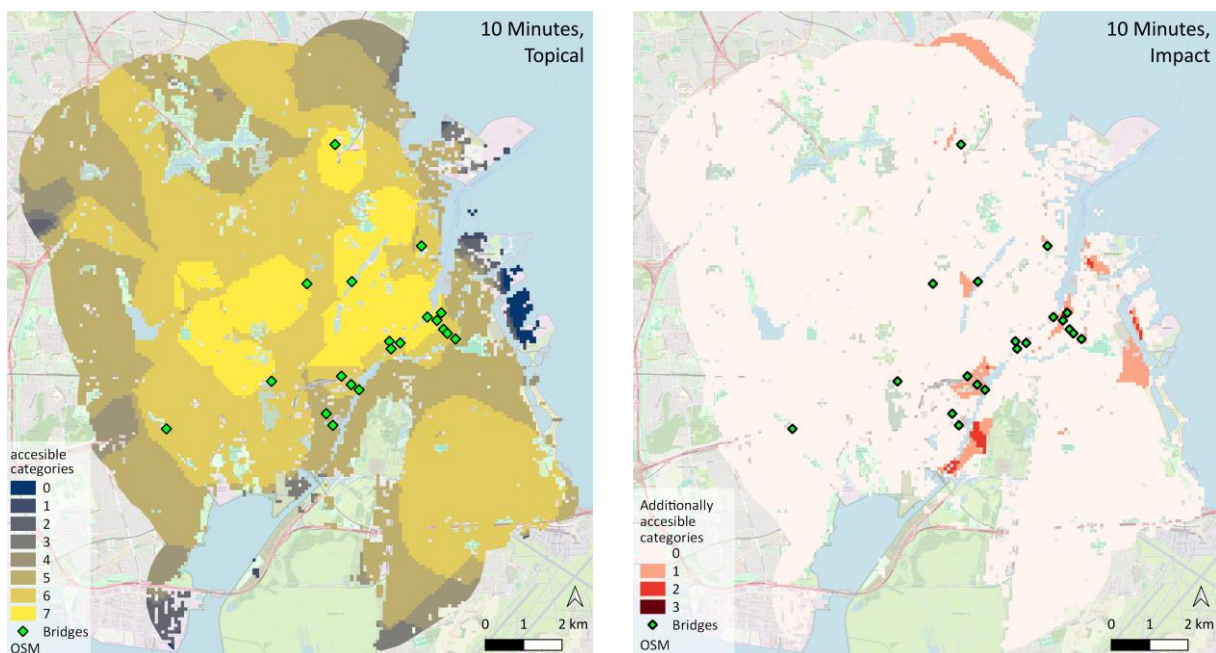 10 Minutes,
Topical
accesible
categories
0
1
2
3
4
5
6
7
Bridges
OSM
0 1 2 km
10 Minutes,
Impact
Additionally
accesible
categories
0
1
2
3
Bridges
OSM
0 1 2 km